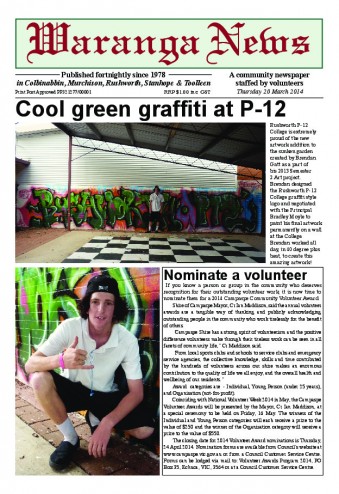 Waranga News
Published fortnightly since 1978
in Colbinabbin, Murchison, Rushworth, Stanhope & Toolleen
Print Post Approved PP381277/00001
RRP $1.00 inc GST
A community newspaper
staffed by volunteers
Thursday 20 March 2014
Cool green graffiti at P-12
Rushworth P-12
College is extremely
proud of the new
artwork addition to
the sunken garden
created by Brendan
Gatt as a part of
his 2013 Semester
2 Art project.
Brendan designed
the Rushworth P-12
College graffiti style
logo and negotiated
with the Principal
Bradley Moyle to
paint his final artwork
permanently on a wall
at the College.
Brendan worked all
day, in 40 degree plus
heat, to create this
amazing artwork!
Nominate a volunteer
If you know a person or group in the community who deserves
recognition for their outstanding volunteer work, it is now time to
nominate them for a 2014 Campaspe Community Volunteer Award.
Shire of Campaspe Mayor, Cr Ian Maddison, said the annual volunteer
awards are a tangible way of thanking and publicly acknowledging,
outstanding people in the community who work tirelessly for the benefit
of others.
Campaspe Shire has a strong spirit of volunteerism and the positive
difference volunteers make through their tireless work can be seen in all
facets of community life," Cr Maddison said.
From local sports clubs and schools to service clubs and emergency
service agencies, the collective knowledge, skills and time contributed
by the hundreds of volunteers across our shire makes an enormous
contribution to the quality of life we all enjoy, and the overall health and
wellbeing of our residents."
Award categories are - Individual, Young Person (under 25 years),
and Organisation (not-for-profit).
Coinciding with National Volunteer Week 2014 in May, the Campaspe
Volunteer Awards will be presented by the Mayor, Cr Ian Maddison, at
a special ceremony to be held on Friday, 16 May. The winners of the
Individual and Young Person categories will each receive a prize to the
value of $250 and the winner of the Organisation category will receive a
prize to the value of $550.
The closing date for 2014 Volunteer Award nominations is Thursday,
24 April 2014. Nomination forms are available from Council's website at
www.campaspe.vic.gov.au or from a Council Customer Service Centre.
Forms can be lodged via mail to Volunteer Awards Program 2014, PO
Box 35, Echuca, VIC, 3564 or at a Council Customer Service Centre.